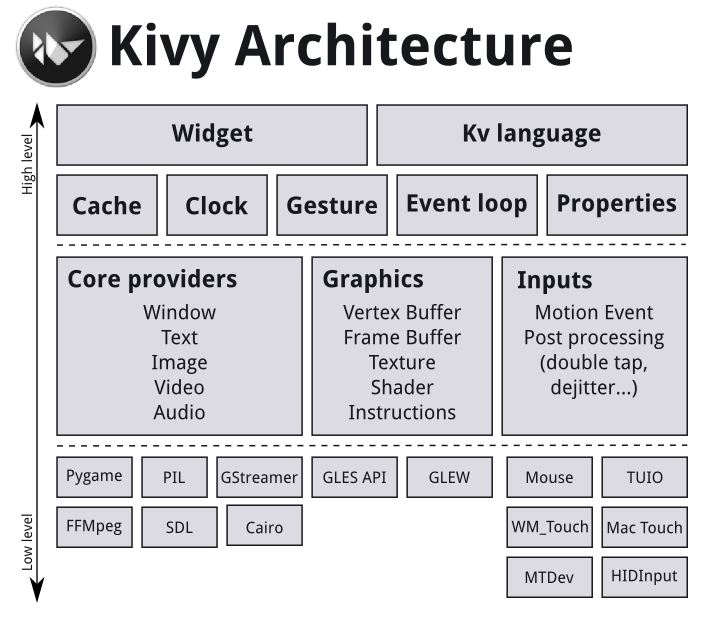 Kivy Architecture
High level
Widget
Kv language
Cache
Clock
Gesture
Event loop
Properties
Core providers
Window
Text
Image
Video
Audio
Graphics
Vertex Buffer
Frame Buffer
Texture
Shader
Instructions
Inputs
Motion Event
Post processing
(double tap,
dejitter...)
Low level
Pygame
PIL
GStreamer
GLES API
GLEW
Mouse
TUIO
FFMpeg
SDL
Cairo
WM_Touch
Mac Touch
MTDev
HIDInput